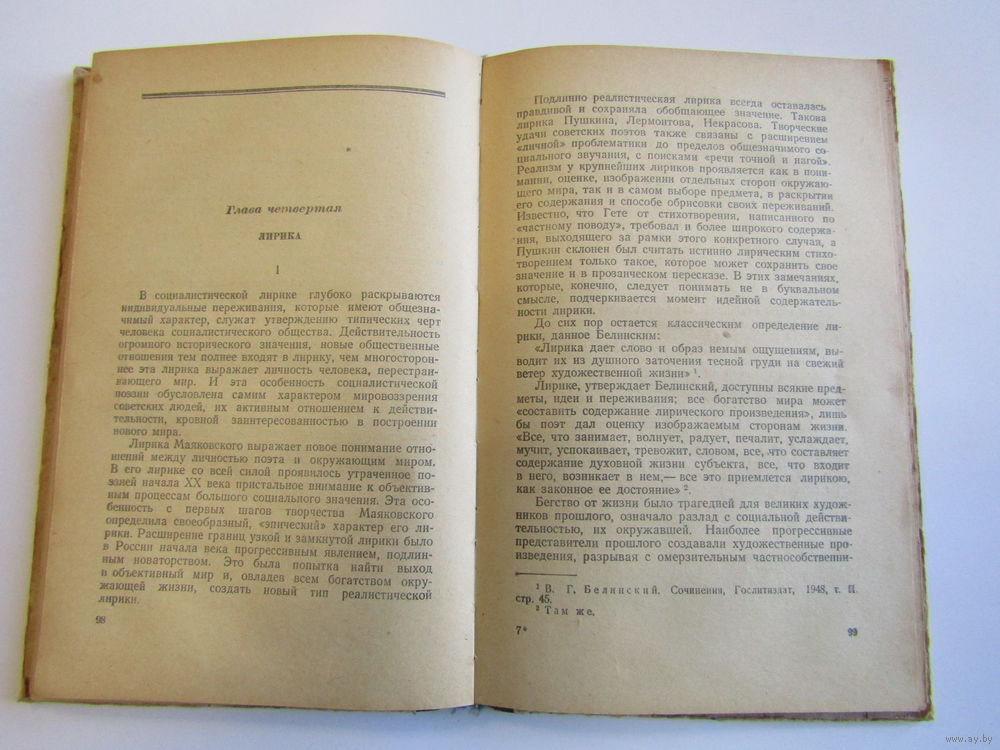 Глава четвертая
ЛИРИКА
1
В социалистической лирике глубоко раскрываются
индивидуальные переживания, которые имеют общезна-
чимый характер, служат утверждению типических черт
человека социалистического общества. Действительность
огромного исторического значения, новые общественные
отношения тем полнее входят в лирику, чем многосторон-
нее эта лирика выражает личность человека, перестраи-
вающего мир. И эта особенность социалистической
поэзии обусловлена самим характером мировоззрения
советских людей, их активным отношением к действи-
тельности, кровной заинтересованностью в построении
нового мира.
Лирика Маяковского выражает новое понимание отно-
шений между личностью поэта и окружающим миром.
В его лирике со всей силой проявилось утраченное по-
эзией начала XX века пристальное внимание к объектив-
ным процессам большого социального значения. Эта осо-
бенность с первых шагов творчества Маяковского
определила своеобразный, «эпический» характер его ли-
рики. Расширение границ узкой и замкнутой лирики было
в России начала века прогрессивным явлением, подлин-
ным новаторством. Это была попытка найти выход
в объективный мир и, овладев всем богатством окру-
жающей жизни, создать новый тип реалистической
лирики.
98
Подлинно реалистическая лирика всегда оставалась
правдивой и сохраняла обобщающее значение. Такова
лирика Пушкина, Лермонтова, Некрасова. Творческие
удачи советских поэтов также связаны с расширением
«личной» проблематики до пределов общезначимого со-
циального звучания, с поисками «речи точной и нагой».
Реализм у крупнейших лириков проявляется как в пони-
мании, оценке, изображении отдельных сторон окружаю-
щего мира, так и в самом выборе предмета, в раскрытии
его содержания и способе обрисовки своих переживаний.
Известно, что Гете от стихотворения, написанного по
«частному поводу», требовал и более широкого содержа-
ния, выходящего за рамки этого конкретного случая, а
Пушкин склонен был считать истинно лирическим стихо-
творением только такое, которое может сохранить свое
значение и в прозаическом пересказе. В этих замечаниях,
которые, конечно, следует понимать не в буквальном
смысле, подчеркивается момент идейной содержатель-
ности лирики.
До сих пор остается классическим определение ли-
рики, данное Белинским:
«Лирика дает слово и образ немым ощущениям, вы-
водит их из душного заточения тесной груди на свежий
ветер художественной жизни» ¹.
Лирике, утверждает Белинский, доступны всякие пред-
меты, идеи и переживания; все богатство мира может
«составить содержание лирического произведения», лишь
бы поэт дал оценку изображаемым сторонам жизни.
«Все, что занимает, волнует, радует, печалит, услаждает,
мучит, успокаивает, тревожит, словом, все, что составляет
содержание духовной жизни субъекта, все, что входит
в него, возникает в нем,— все это приемлется лирикою,
как законное ее достояние» ².
Бегство от жизни было трагедией для великих худож-
ников прошлого, означало разлад с социальной действи-
тельностью, их окружавшей. Наиболее прогрессивные
представители прошлого создавали художественные про-
изведения, разрывая с омерзительным частнособственни-
¹ В. Г. Белинский. Сочинения, Гослитиздат, 1948, т. II.
стр. 45.
² Там же.
7*
99
www.ay.by